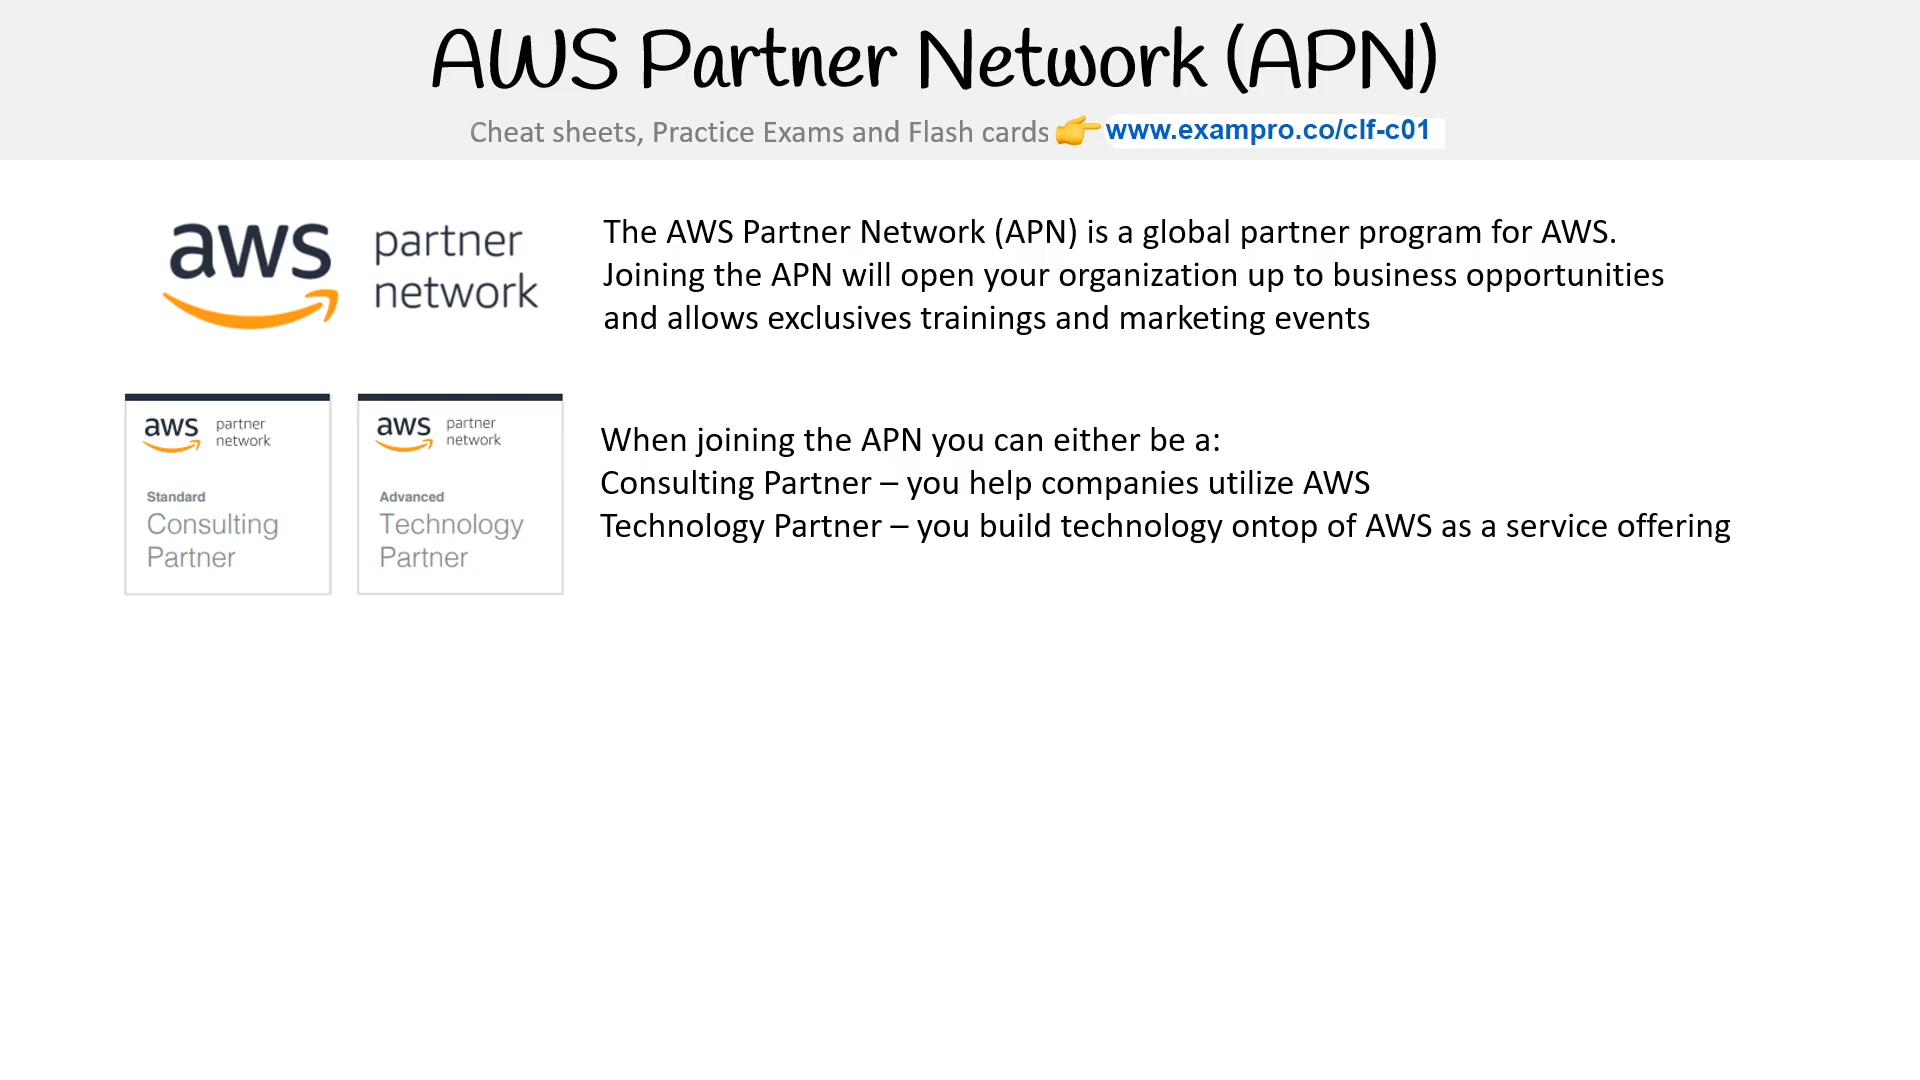 AWS Partner Network (APN)
Cheat sheets, Practice Exams and Flash cards 👉 www.exampro.co/clf-c01
aws partner network
The AWS Partner Network (APN) is a global partner program for AWS.
Joining the APN will open your organization up to business opportunities
and allows exclusives trainings and marketing events
aws partner network
Standard
Consulting
Partner
aws partner network
Advanced
Technology
Partner
When joining the APN you can either be a:
Consulting Partner – you help companies utilize AWS
Technology Partner – you build technology ontop of AWS as a service offering